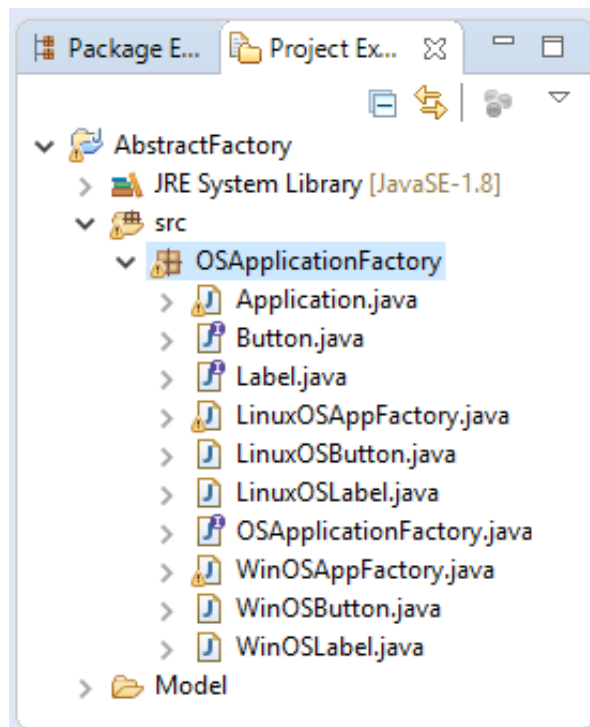 Package E... Project Ex...
AbstractFactory
JRE System Library [JavaSE-1.8]
src
OSApplicationFactory
Application.java
Button.java
Label.java
LinuxOSAppFactory.java
LinuxOSButton.java
LinuxOSLabel.java
OSApplicationFactory.java
WinOSAppFactory.java
WinOSButton.java
WinOSLabel.java
Model